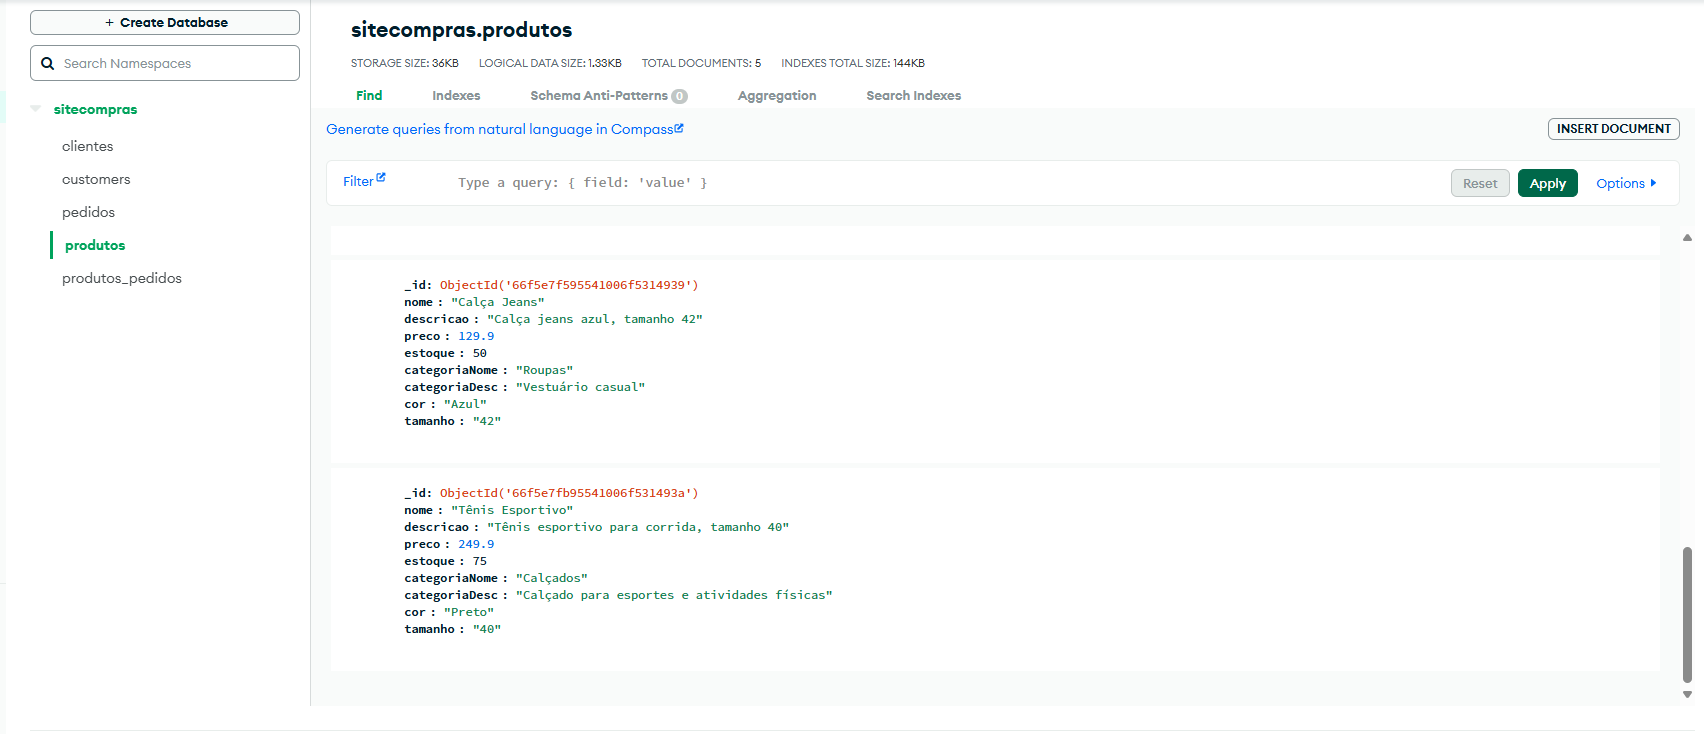 + Create Database
Search Namespaces
sitecompras
clientes
customers
pedidos
produtos
produtos_pedidos
sitecompras.produtos
STORAGE SIZE: 36KB LOGICAL DATA SIZE: 1.33KB TOTAL DOCUMENTS: 5 INDEXES TOTAL SIZE: 144KB
Find Indexes Schema Anti-Patterns 0 Aggregation Search Indexes
Generate queries from natural language in Compass
INSERT DOCUMENT
Filter Type a query: { field: 'value' } Reset Apply Options
_id: ObjectId('66f5e7f595541006f5314939')
nome : "Calça Jeans"
descricao : "Calça jeans azul, tamanho 42"
preco : 129.9
estoque : 50
categoriaNome : "Roupas"
categoriaDesc : "Vestuário casual"
cor : "Azul"
tamanho : "42"
_id: ObjectId('66f5e7fb95541006f531493a')
nome : "Tênis Esportivo"
descricao : "Tênis esportivo para corrida, tamanho 40"
preco : 249.9
estoque : 75
categoriaNome : "Calçados"
categoriaDesc : "Calçado para esportes e atividades físicas"
cor : "Preto"
tamanho : "40"